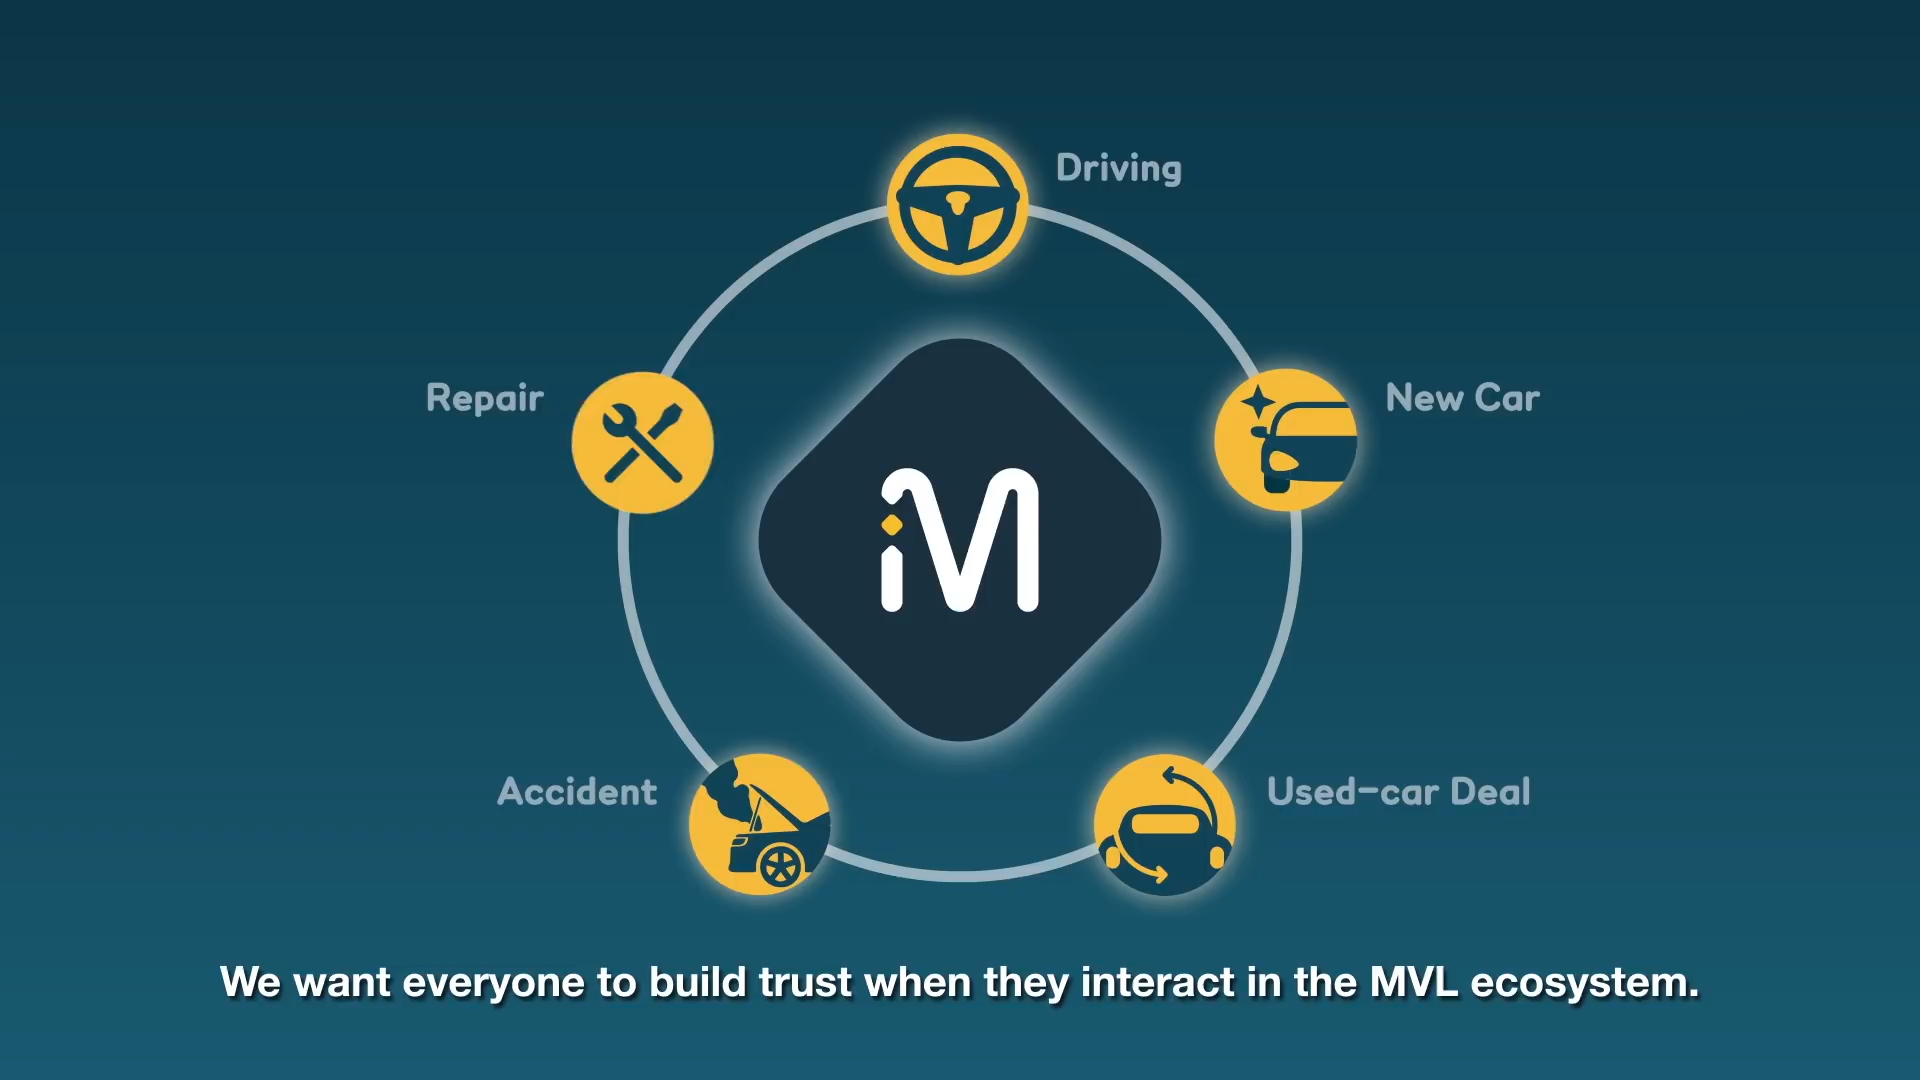 Driving
Repair
New Car
M
Accident
Used-car Deal
We want everyone to build trust when they interact in the MVL ecosystem.